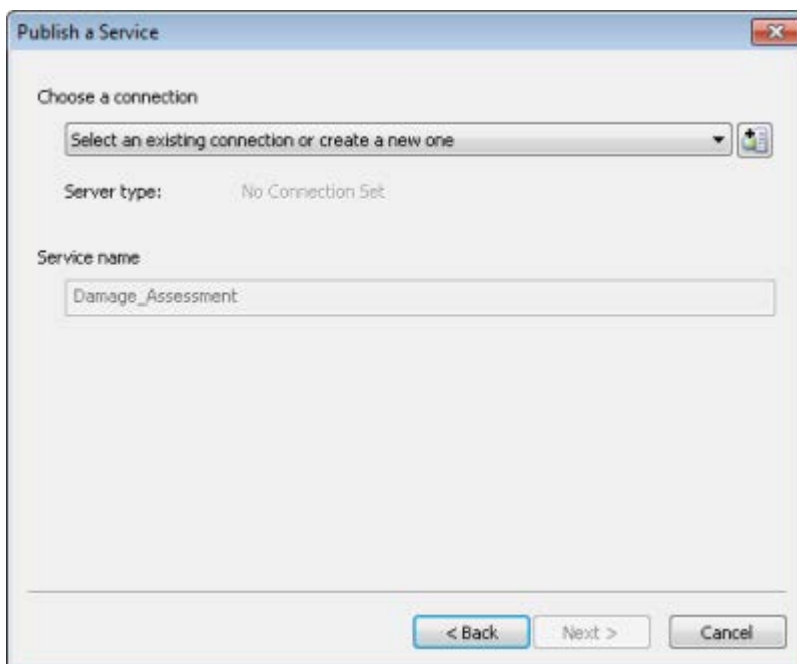 Publish a Service
Choose a connection
Select an existing connection or create a new one
Server type: No Connection Set
Service name
Damage_Assessment
< Back Next > Cancel